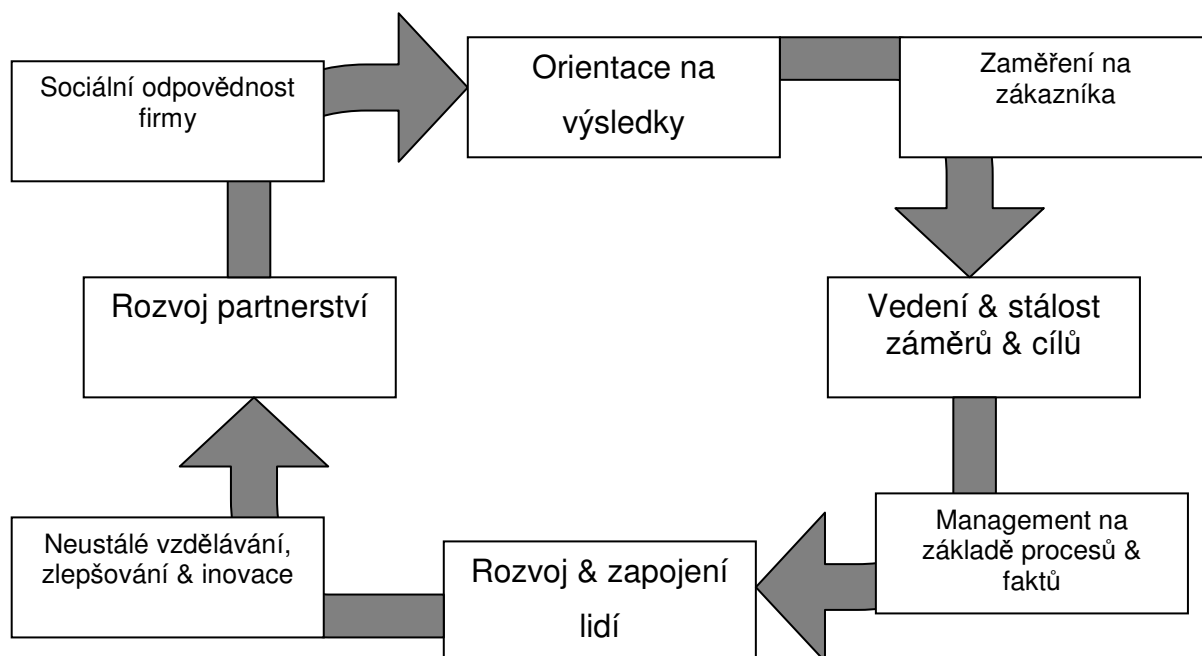 Sociální odpovědnost
firmy
Orientace na
výsledky
Zaměření na
zákazníka
Rozvoj partnerství
Vedení & stálost
záměrů & cílů
Neustálé vzdělávání,
zlepšování & inovace
Rozvoj & zapojení
lidí
Management na
základě procesů &
faktů